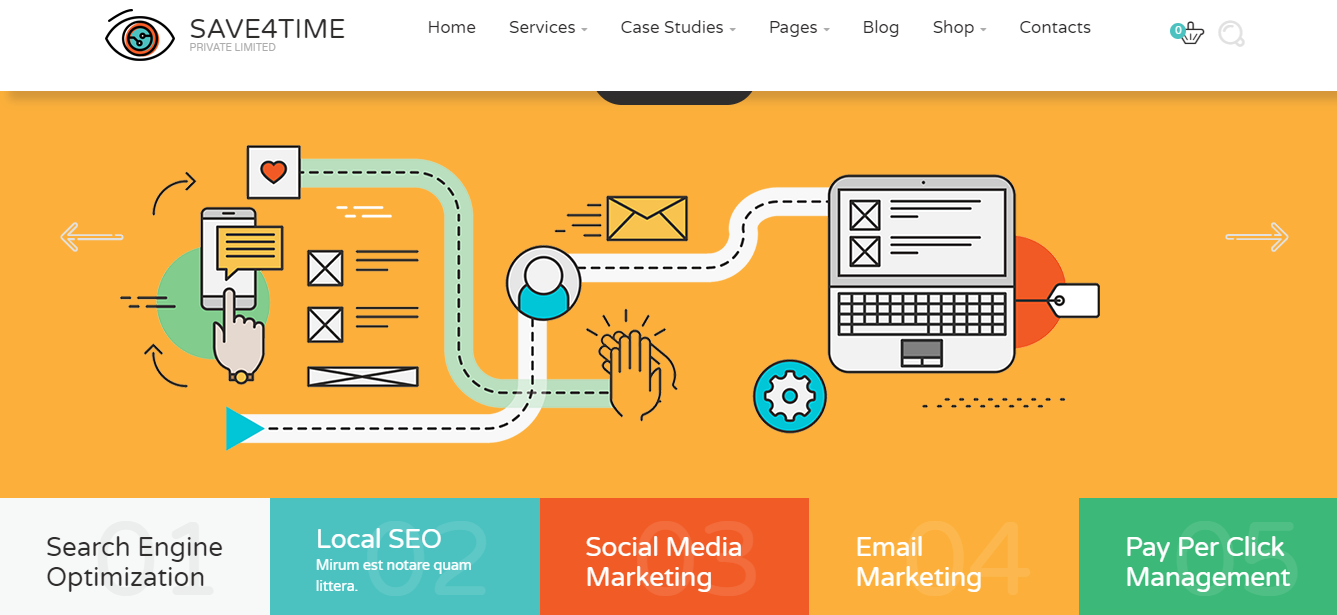 SAVE4TIME
PRIVATE LIMITED
Home Services Case Studies Pages Blog Shop Contacts
0
01
Search Engine
Optimization
02
Local SEO
Mirum est notare quam
littera.
03
Social Media
Marketing
04
Email
Marketing
05
Pay Per Click
Management